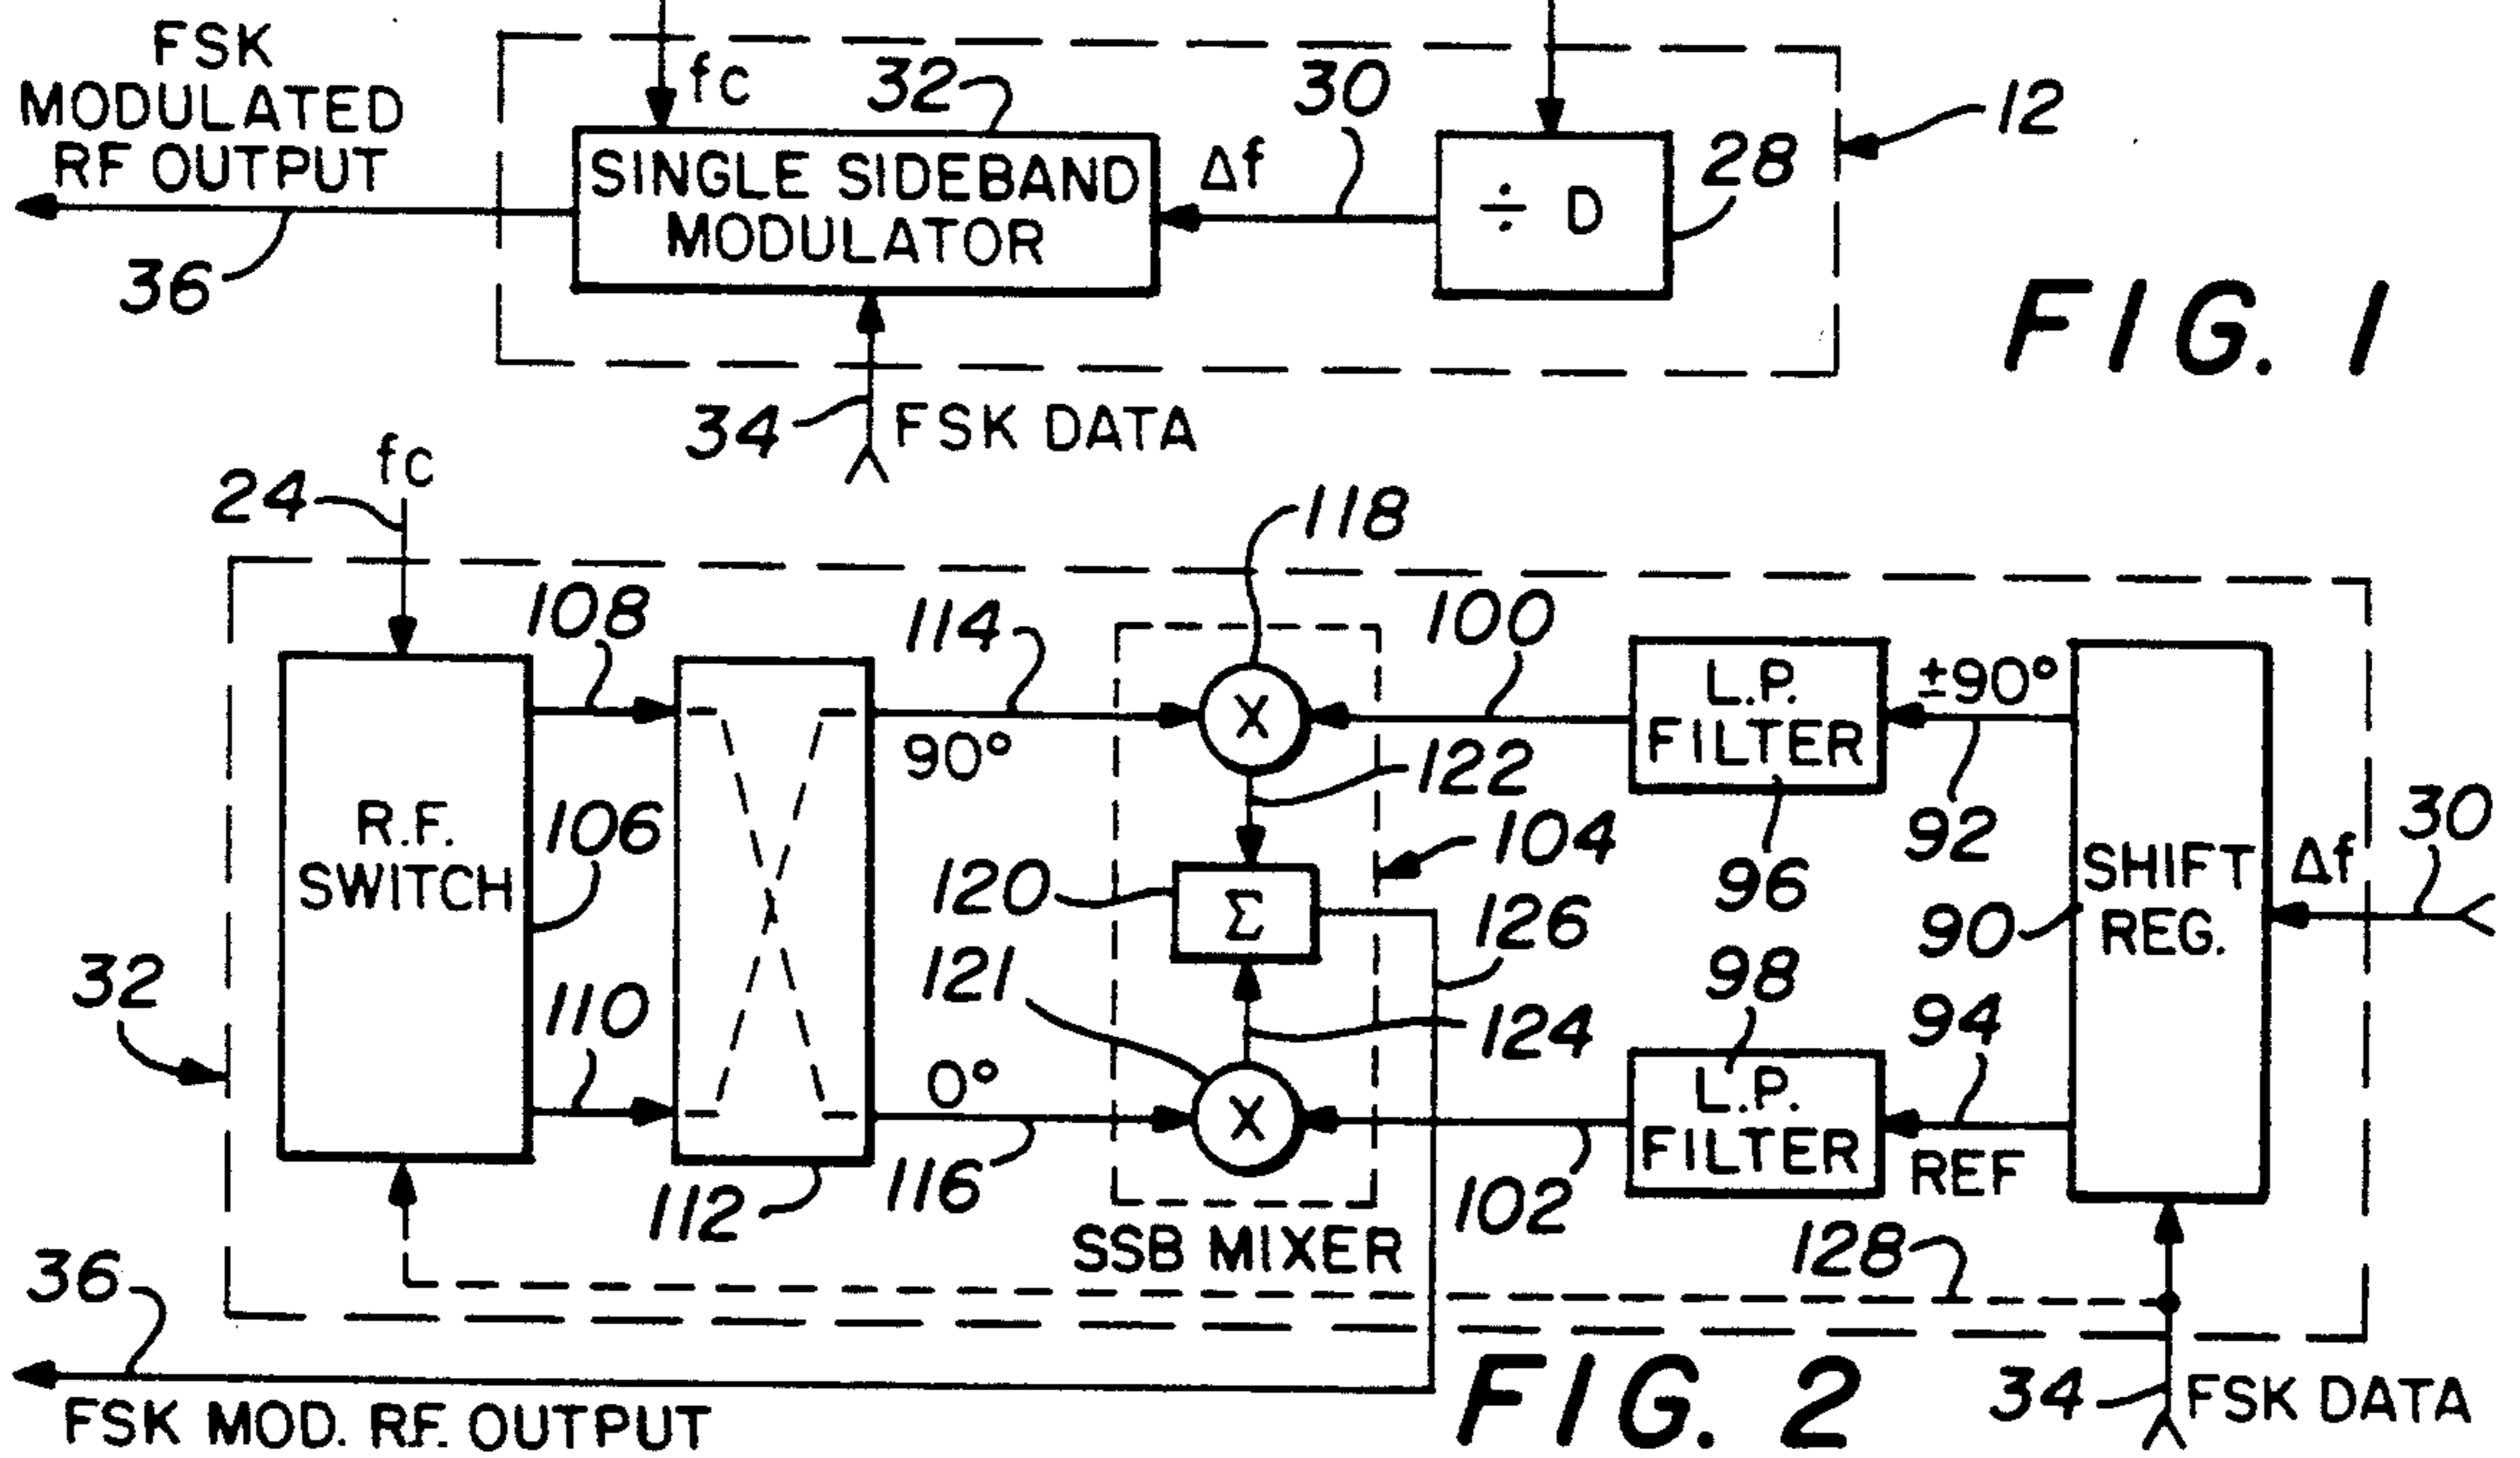 FSK
MODULATED
RF OUTPUT
36
fc
32
SINGLE SIDEBAND
MODULATOR
Δf
30
÷ D
28
12
34
FSK DATA
FIG. 1
24
fc
108
114
118
100
L.P.
FILTER
±90°
90°
122
92
R.F.
SWITCH
106
120
Σ
104
96
SHIFT
REG.
Δf
30
126
90
32
121
98
110
124
94
0°
X
X
L.P.
FILTER
REF
112
116
102
SSB MIXER
128
36
FSK MOD. RF. OUTPUT
FIG. 2
34
FSK DATA